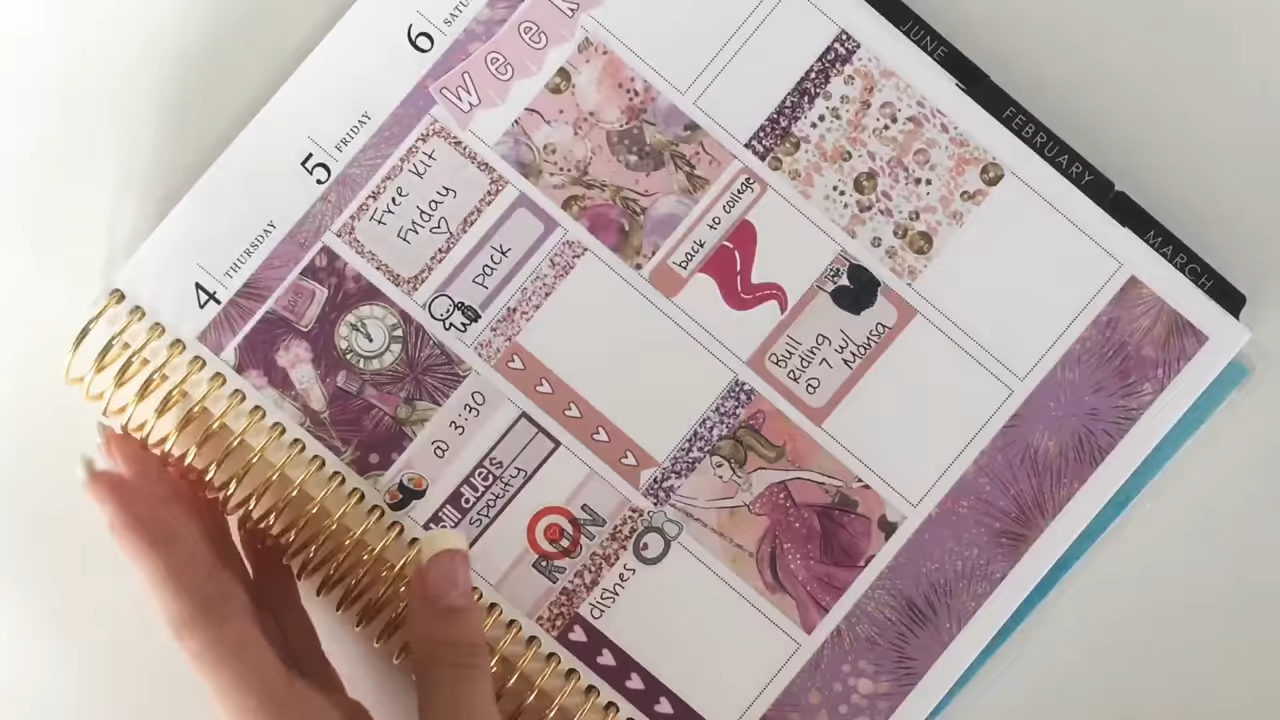 4
THURSDAY
@ 3:30
bill dues
spotify
RUN
dishes
5
FRIDAY
Free Kit
Friday
pack
6
SATU
Week
back to college
Bull
Riding
@ 7 w/
Marisa
JUNE
FEBRUARY
MARCH